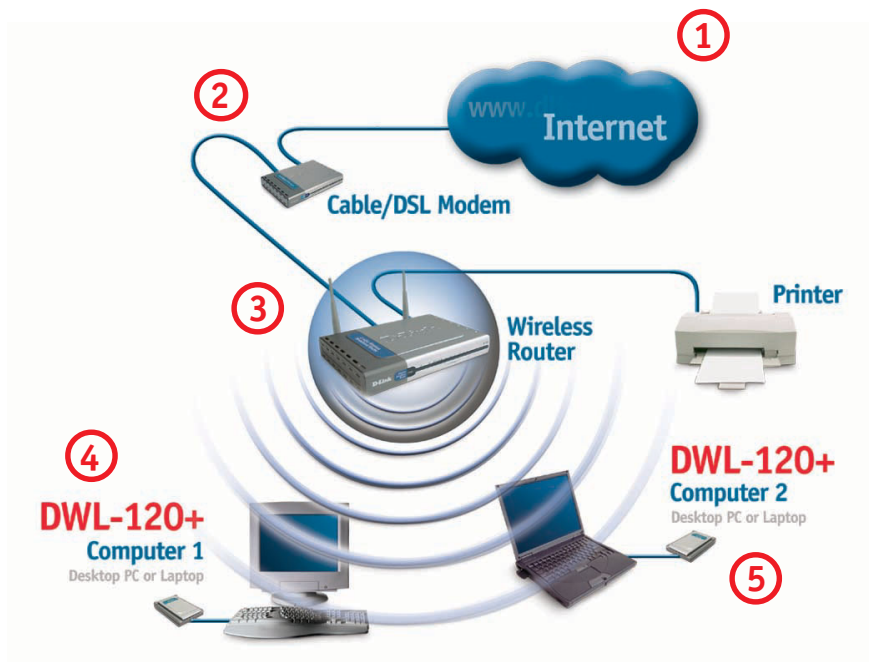 1
2
www.dl
Internet
Cable/DSL Modem
3
Wireless
Router
Printer
D-Link
4
DWL-120+
Computer 1
Desktop PC or Laptop
DWL-120+
Computer 2
Desktop PC or Laptop
5